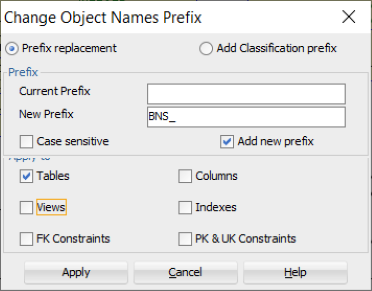 Change Object Names Prefix
Prefix replacement Add Classification prefix
Prefix
Current Prefix
New Prefix BNS_
Case sensitive Add new prefix
Apply to
Tables Columns
Views Indexes
FK Constraints PK & UK Constraints
Apply Cancel Help